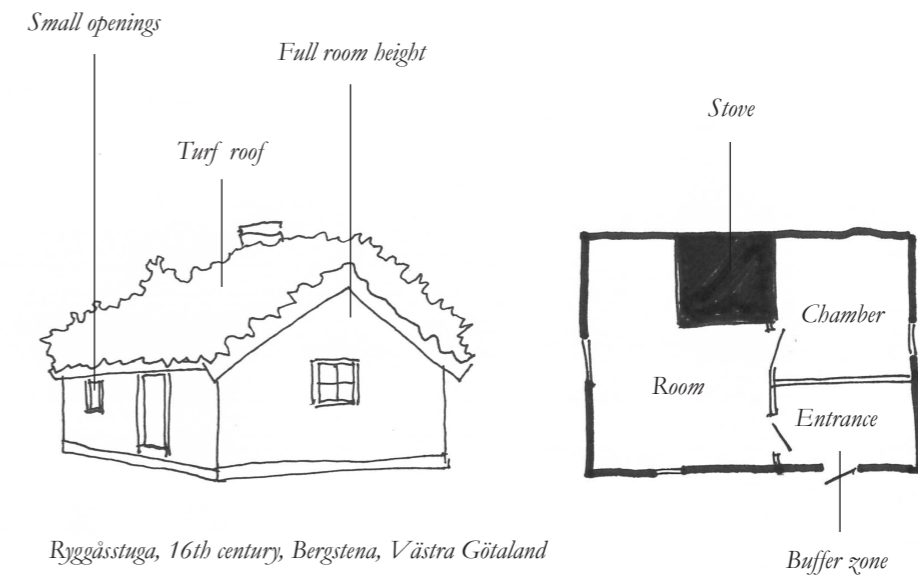 Small openings
Full room height
Turf roof
Stove
Chamber
Room
Entrance
Ryggåsstuga, 16th century, Bergstena, Västra Götaland
Buffer zone